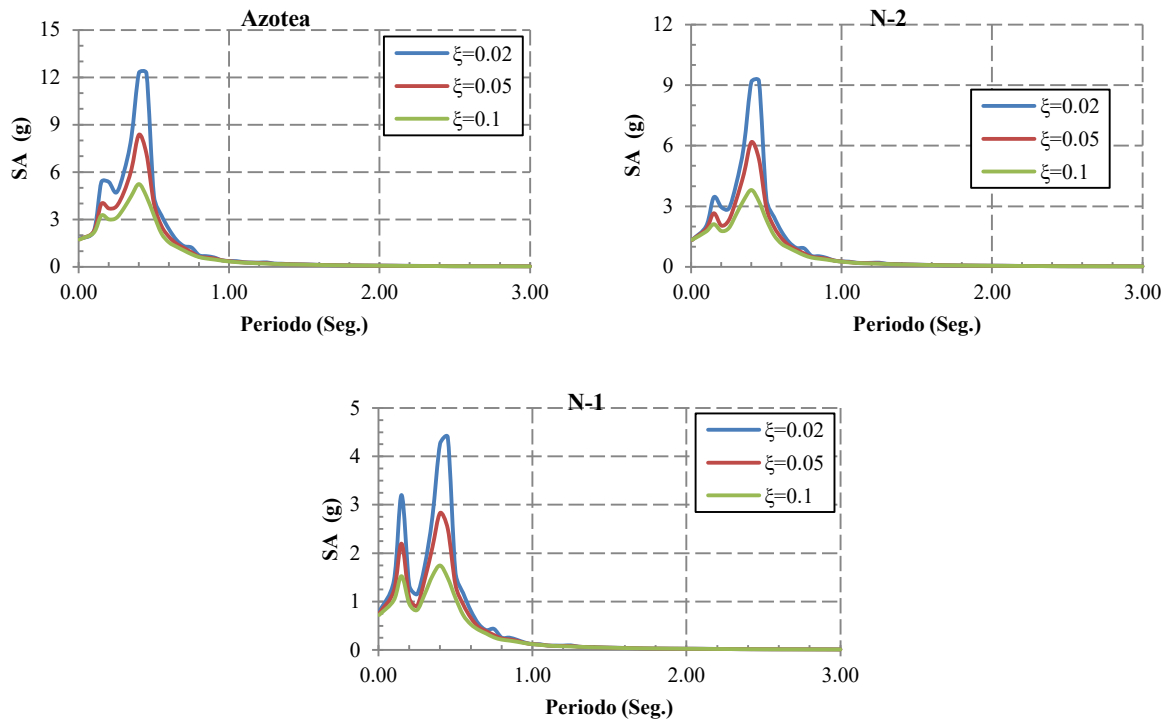 Azotea
15
12
9
6
3
0
SA (g)
0.00 1.00 2.00 3.00
Periodo (Seg.)
ξ=0.02
ξ=0.05
ξ=0.1
N-2
12
9
6
3
0
SA (g)
0.00 1.00 2.00 3.00
Periodo (Seg.)
ξ=0.02
ξ=0.05
ξ=0.1
N-1
5
4
3
2
1
0
SA (g)
0.00 1.00 2.00 3.00
Periodo (Seg.)
ξ=0.02
ξ=0.05
ξ=0.1